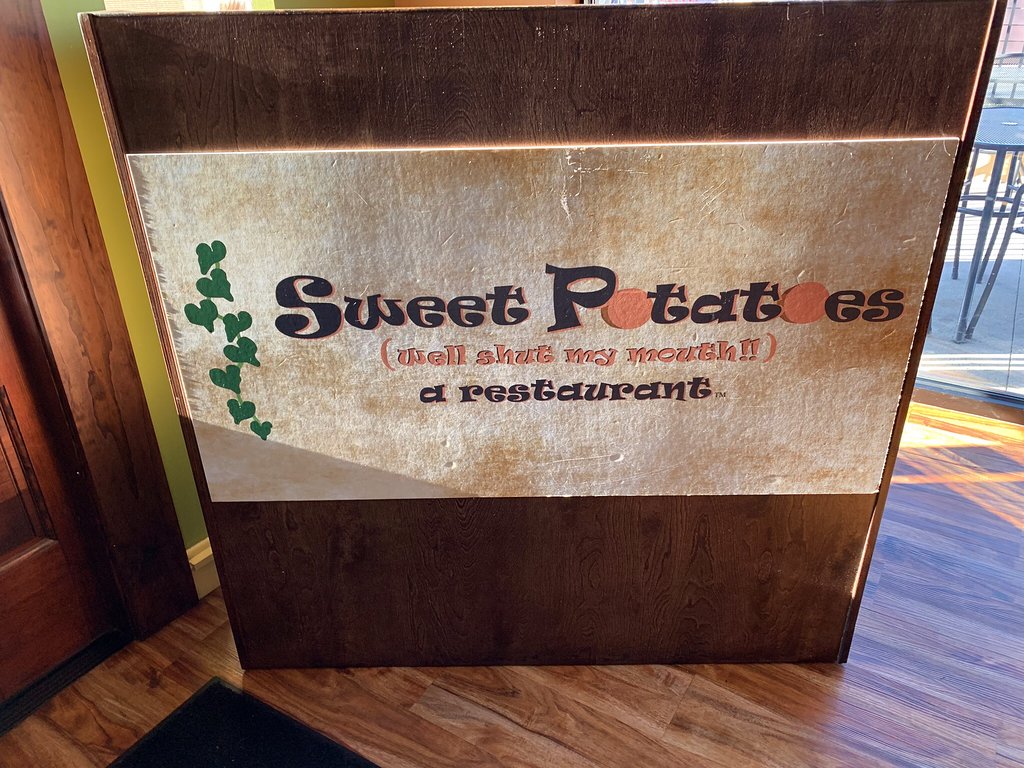 Sweet Potatoes
(well shut my mouth!!)
a restaurant™